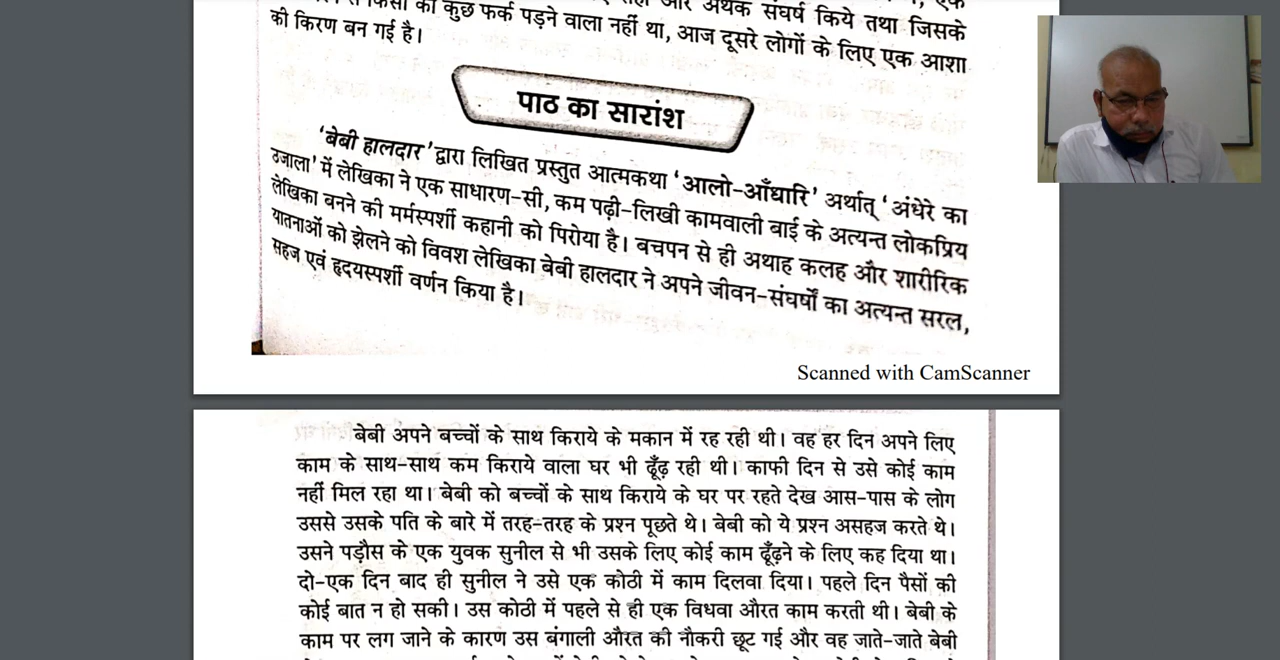 किसी को कुछ फर्क पड़ने वाला नहीं था, आज दूसरे लोगों के लिए एक आशा
और अथक संघर्ष किये तथा जिसके
की किरण बन गई है।
पाठ का सारांश
'बेबी हालदार' द्वारा लिखित प्रस्तुत आत्मकथा 'आलो-आँधारि' अर्थात् 'अंधेरे का
उजाला' में लेखिका ने एक साधारण-सी, कम पढ़ी-लिखी कामवाली बाई के अत्यन्त लोकप्रिय
लेखिका बनने की मर्मस्पर्शी कहानी को पिरोया है। बचपन से ही अथाह कलह और शारीरिक
यातनाओं को झेलने को विवश लेखिका बेबी हालदार ने अपने जीवन-संघर्षों का अत्यन्त सरल,
सहज एवं हृदयस्पर्शी वर्णन किया है।
Scanned with CamScanner
बेबी अपने बच्चों के साथ किराये के मकान में रह रही थी। वह हर दिन अपने लिए
काम के साथ-साथ कम किराये वाला घर भी ढूँढ़ रही थी। काफी दिन से उसे कोई काम
नहीं मिल रहा था। बेबी को बच्चों के साथ किराये के घर पर रहते देख आस-पास के लोग
उससे उसके पति के बारे में तरह-तरह के प्रश्न पूछते थे। बेबी को ये प्रश्न असहज करते थे।
उसने पड़ौस के एक युवक सुनील से भी उसके लिए कोई काम ढूँढ़ने के लिए कह दिया था।
दो-एक दिन बाद ही सुनील ने उसे एक कोठी में काम दिलवा दिया। पहले दिन पैसों की
कोई बात न हो सकी। उस कोठी में पहले से ही एक विधवा औरत काम करती थी। बेबी के
काम पर लग जाने के कारण उस बंगाली औरत की नौकरी छूट गई और वह जाते-जाते बेबी